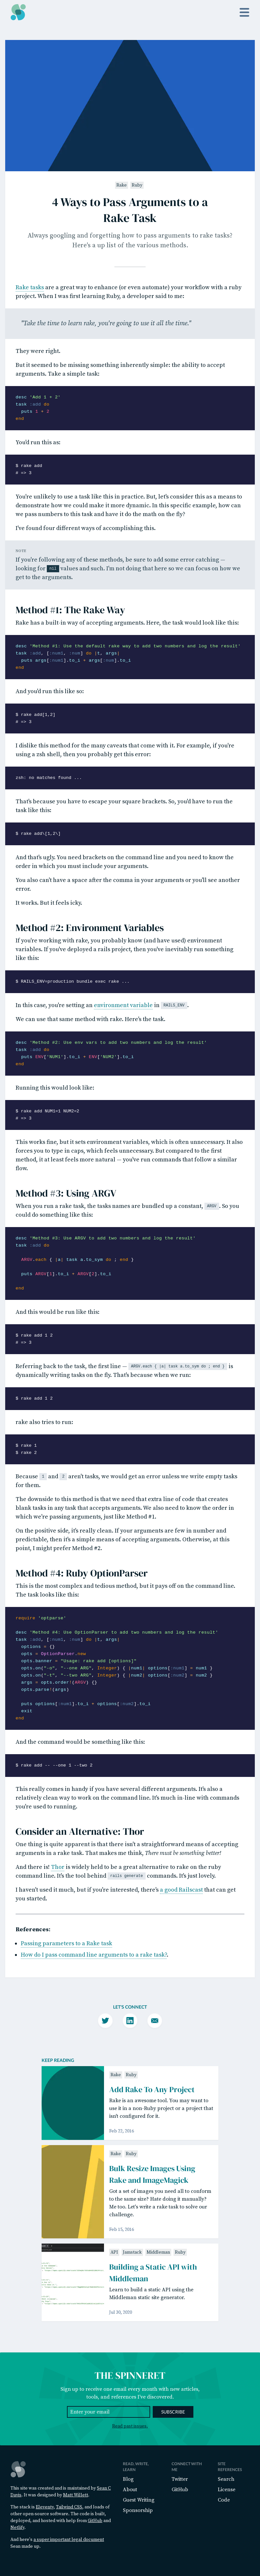 Rake Ruby
4 Ways to Pass Arguments to a
Rake Task
Always googling and forgetting how to pass arguments to rake tasks?
Here's a up list of the various methods.
Rake tasks are a great way to enhance (or even automate) your workflow with a ruby
project. When I was first learning Ruby, a developer said to me:
"Take the time to learn rake, you're going to use it all the time."
They were right.
But it seemed to be missing something inherently simple: the ability to accept
arguments. Take a simple task:
desc 'Add 1 + 2'
task :add do
puts 1 + 2
end
You'd run this as:
$ rake add
# => 3
You're unlikely to use a task like this in practice. But, let's consider this as a means to
demonstrate how we could make it more dynamic. In this specific example, how can
we pass numbers to this task and have it do the math on the fly?
I've found four different ways of accomplishing this.
NOTE
If you're following any of these methods, be sure to add some error catching —
looking for nil values and such. I'm not doing that here so we can focus on how we
get to the arguments.
Method #1: The Rake Way
Rake has a built-in way of accepting arguments. Here, the task would look like this:
desc 'Method #1: Use the default rake way to add two numbers and log the result'
task :add, [:num1, :num] do |t, args|
puts args[:num1].to_i + args[:num].to_i
end
And you'd run this like so:
$ rake add[1,2]
# => 3
I dislike this method for the many caveats that come with it. For example, if you're
using a zsh shell, then you probably get this error:
zsh: no matches found ...
That's because you have to escape your square brackets. So, you'd have to run the
task like this:
$ rake add\[1,2\]
And that's ugly. You need brackets on the command line and you need to know the
order in which you must include your arguments.
You also can't have a space after the comma in your arguments or you'll see another
error.
It works. But it feels icky.
Method #2: Environment Variables
If you're working with rake, you probably know (and have used) environment
variables. If you've deployed a rails project, then you've inevitably run something
like this:
$ RAILS_ENV=production bundle exec rake ...
In this case, you're setting an environment variable in RAILS_ENV.
We can use that same method with rake. Here's the task.
desc 'Method #2: Use env vars to add two numbers and log the result'
task :add do
puts ENV['NUM1'].to_i + ENV['NUM2'].to_i
end
Running this would look like:
$ rake add NUM1=1 NUM2=2
# => 3
This works fine, but it sets environment variables, which is often unnecessary. It also
forces you to type in caps, which feels unnecessary. But compared to the first
method, it at least feels more natural — you've run commands that follow a similar
flow.
Method #3: Using ARGV
When you run a rake task, the tasks names are bundled up a constant, ARGV. So you
could do something like this:
desc 'Method #3: Use ARGV to add two numbers and log the result'
task :add do
ARGV.each { |a| task a.to_sym do ; end }
puts ARGV[1].to_i + ARGV[2].to_i
end
And this would be run like this:
$ rake add 1 2
# => 3
Referring back to the task, the first line — ARGV.each { |a| task a.to_sym do ; end } is
dynamically writing tasks on the fly. That's because when we run:
$ rake add 1 2
rake also tries to run:
$ rake 1
$ rake 2
Because 1 and 2 aren't tasks, we would get an error unless we write empty tasks
for them.
The downside to this method is that we need that extra line of code that creates
blank tasks in any task that accepts arguments. We also need to know the order in
which we're passing arguments, just like Method #1.
On the positive side, it's really clean. If your arguments are few in number and
predictable, this is quite a simple means of accepting arguments. Otherwise, at this
point, I might prefer Method #2.
Method #4: Ruby OptionParser
This is the most complex and tedious method, but it pays off on the command line.
The task looks like this:
require 'optparse'
desc 'Method #4: Use OptionParser to add two numbers and log the result'
task :add, [:num1, :num] do |t, args|
options = {}
opts = OptionParser.new
opts.banner = "Usage: rake add [options]"
opts.on("-o", "--one ARG", Integer) { |num1| options[:num1] = num1 }
opts.on("-t", "--two ARG", Integer) { |num2| options[:num2] = num2 }
args = opts.order!(ARGV) {}
opts.parse!(args)
puts options[:num1].to_i + options[:num2].to_i
exit
end
And the command would be something like this:
$ rake add -- --one 1 --two 2
This really comes in handy if you have several different arguments. It's also a
relatively clean way to work on the command line. It's much in-line with commands
you're used to running.
Consider an Alternative: Thor
One thing is quite apparent is that there isn't a straightforward means of accepting
arguments in a rake task. That makes me think, There must be something better!
And there is! Thor is widely held to be a great alternative to rake on the ruby
command line. It's the tool behind rails generate commands. It's just lovely.
I haven't used it much, but if you're interested, there's a good Railscast that can get
you started.
References:
Passing parameters to a Rake task
How do I pass command line arguments to a rake task?.
LET'S CONNECT
KEEP READING
Rake Ruby
Add Rake To Any Project
Rake is an awesome tool. You may want to
use it in a non-Ruby project or a project that
isn't configured for it.
Feb 22, 2014
Rake Ruby
Bulk Resize Images Using
Rake and ImageMagick
Got a set of images you need all to conform
to the same size? Hate doing it manually?
Me too. Let's write a rake task to solve our
challenge.
Feb 15, 2014
API Jamstack Middleman Ruby
Building a Static API with
Middleman
Learn to build a static API using the
Middleman static site generator.
Jul 30, 2020
THE SPINNERET
Sign up to receive one email every month with new articles,
tools, and references I've discovered.
Enter your email
SUBSCRIBE
Read past issues.
This site was created and is maintained by Sean C
Davis. It was designed by Matt Willett.
The stack is Eleventy, Tailwind CSS, and loads of
other open-source software. The code is built,
deployed, and hosted with help from GitHub and
Netlify.
And here's a super important legal document
Sean made up.
READ, WRITE,
LEARN
Blog
About
Guest Writing
Sponsorship
CONNECT WITH
ME
Twitter
GitHub
SITE
REFERENCES
Search
License
Code